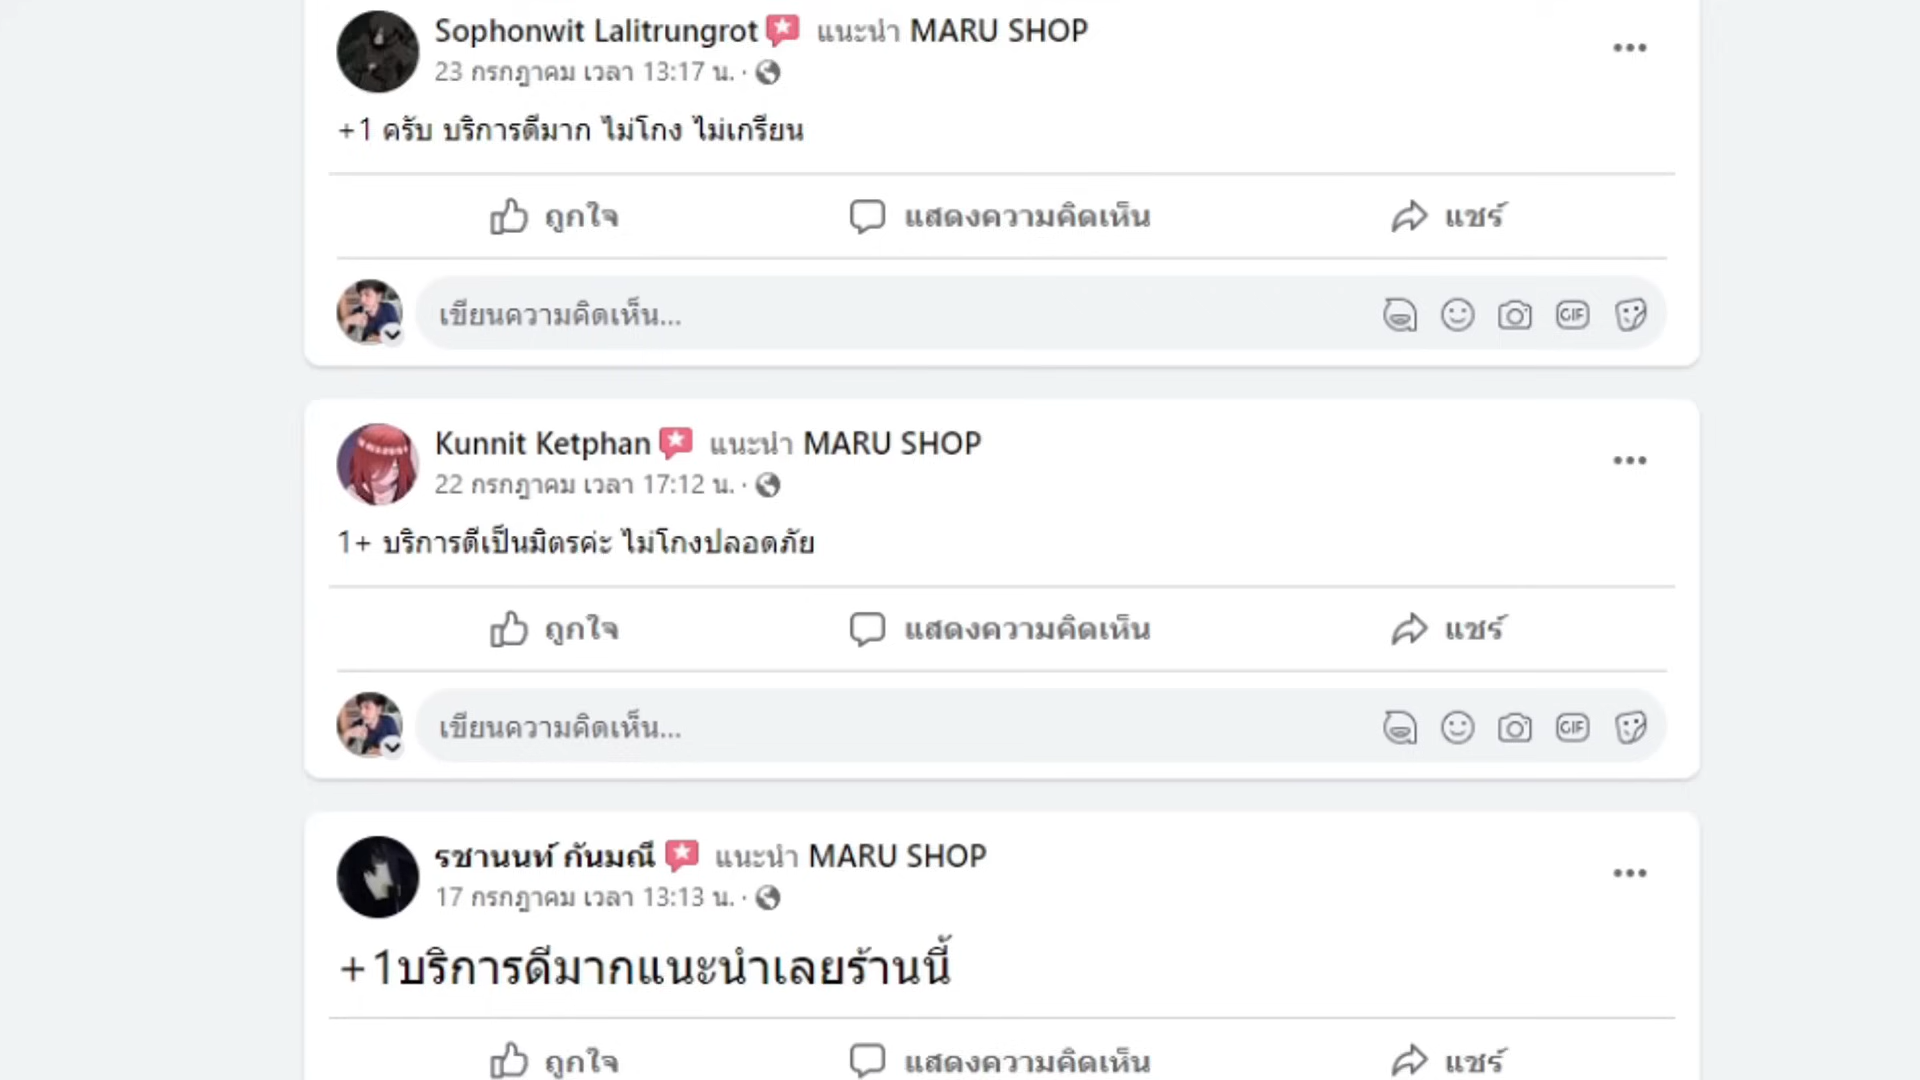 Sophonwit Lalitrungrot แนะนำ MARU SHOP
23 กรกฎาคม เวลา 13:17 น. ·
+1 ครับ บริการดีมาก ไม่โกง ไม่เกรียน
ถูกใจ แสดงความคิดเห็น แชร์
เขียนความคิดเห็น... GIF
Kunnit Ketphan แนะนำ MARU SHOP
22 กรกฎาคม เวลา 17:12 น. ·
1+ บริการดีเป็นมิตรค่ะ ไม่โกงปลอดภัย
ถูกใจ แสดงความคิดเห็น แชร์
เขียนความคิดเห็น... GIF
รชานนท์ กันมณี แนะนำ MARU SHOP
17 กรกฎาคม เวลา 13:13 น. ·
+1บริการดีมากแนะนำเลยร้านนี้
ถูกใจ แสดงความคิดเห็น แชร์